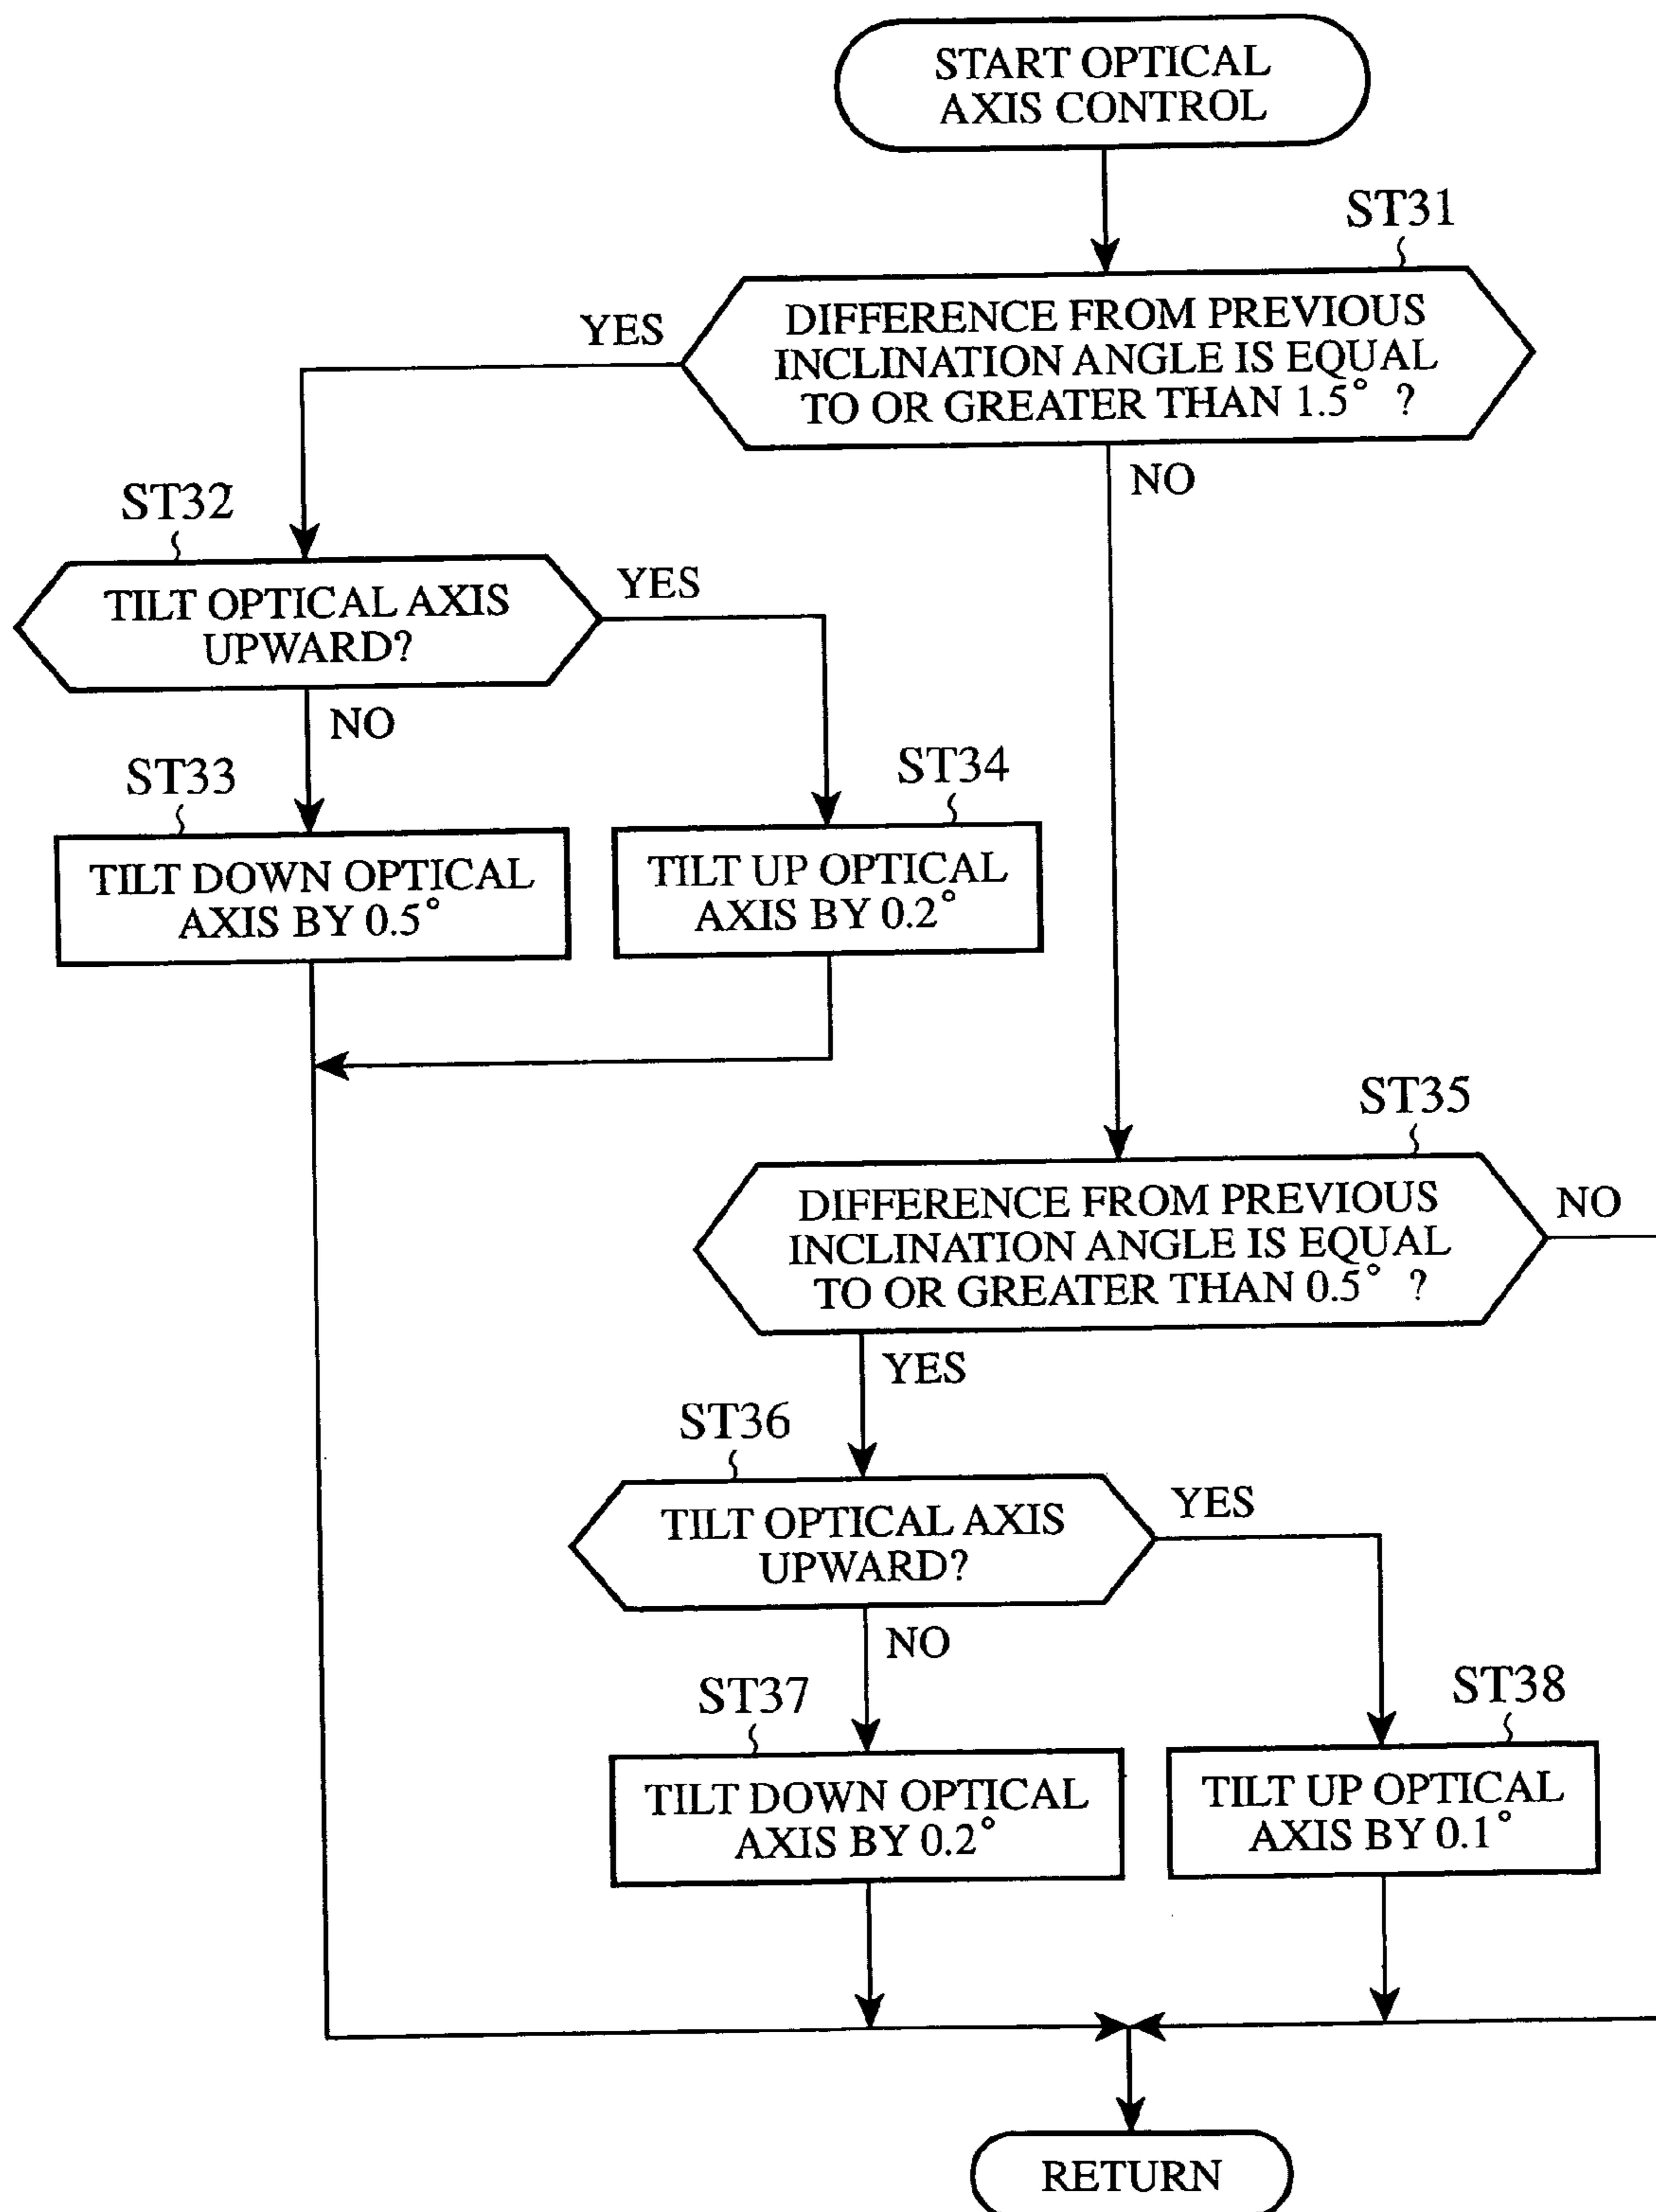 START OPTICAL
AXIS CONTROL
ST31
DIFFERENCE FROM PREVIOUS
INCLINATION ANGLE IS EQUAL
TO OR GREATER THAN 1.5° ?
YES
NO
ST32
TILT OPTICAL AXIS
UPWARD?
YES
NO
ST33
TILT DOWN OPTICAL
AXIS BY 0.5°
ST34
TILT UP OPTICAL
AXIS BY 0.2°
ST35
DIFFERENCE FROM PREVIOUS
INCLINATION ANGLE IS EQUAL
TO OR GREATER THAN 0.5° ?
NO
YES
ST36
TILT OPTICAL AXIS
UPWARD?
YES
NO
ST37
TILT DOWN OPTICAL
AXIS BY 0.2°
ST38
TILT UP OPTICAL
AXIS BY 0.1°
RETURN